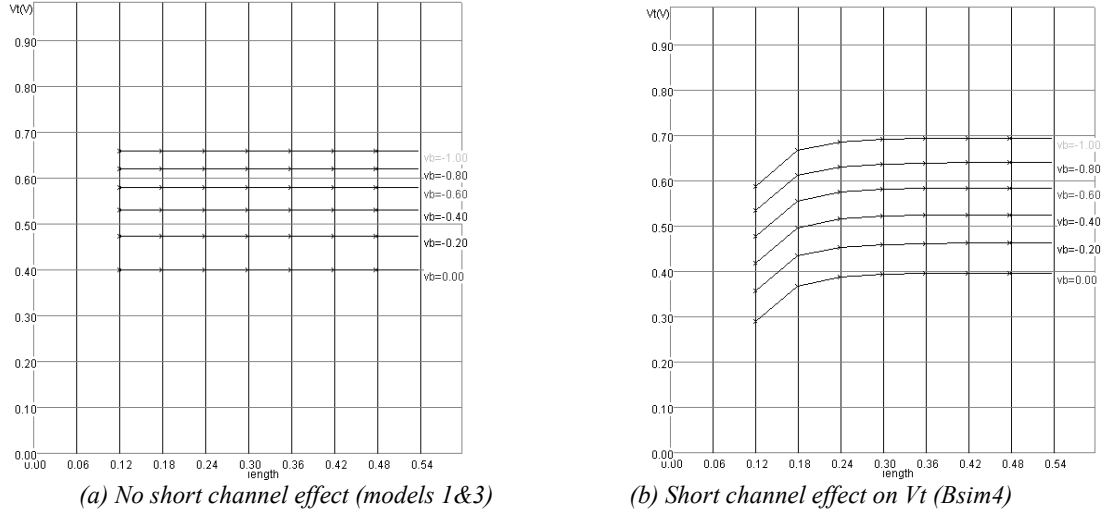 Vt(V)
0.90
0.80
0.70
0.60
0.50
0.40
0.30
0.20
0.10
0.00
0.00 0.06 0.12 0.18 0.24 0.30 0.36 0.42 0.48 0.54
length
vb=-1.00
vb=-0.80
vb=-0.60
vb=-0.40
vb=-0.20
vb=0.00
(a) No short channel effect (models 1&3)
Vt(V)
0.90
0.80
0.70
0.60
0.50
0.40
0.30
0.20
0.10
0.00
0.00 0.06 0.12 0.18 0.24 0.30 0.36 0.42 0.48 0.54
length
vb=-1.00
vb=-0.80
vb=-0.60
vb=-0.40
vb=-0.20
vb=0.00
(b) Short channel effect on Vt (Bsim4)